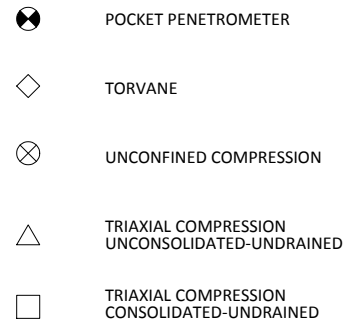 POCKET PENETROMETER
TORVANE
UNCONFINED COMPRESSION
TRIAXIAL COMPRESSION
UNCONSOLIDATED-UNDRAINED
TRIAXIAL COMPRESSION
CONSOLIDATED-UNDRAINED